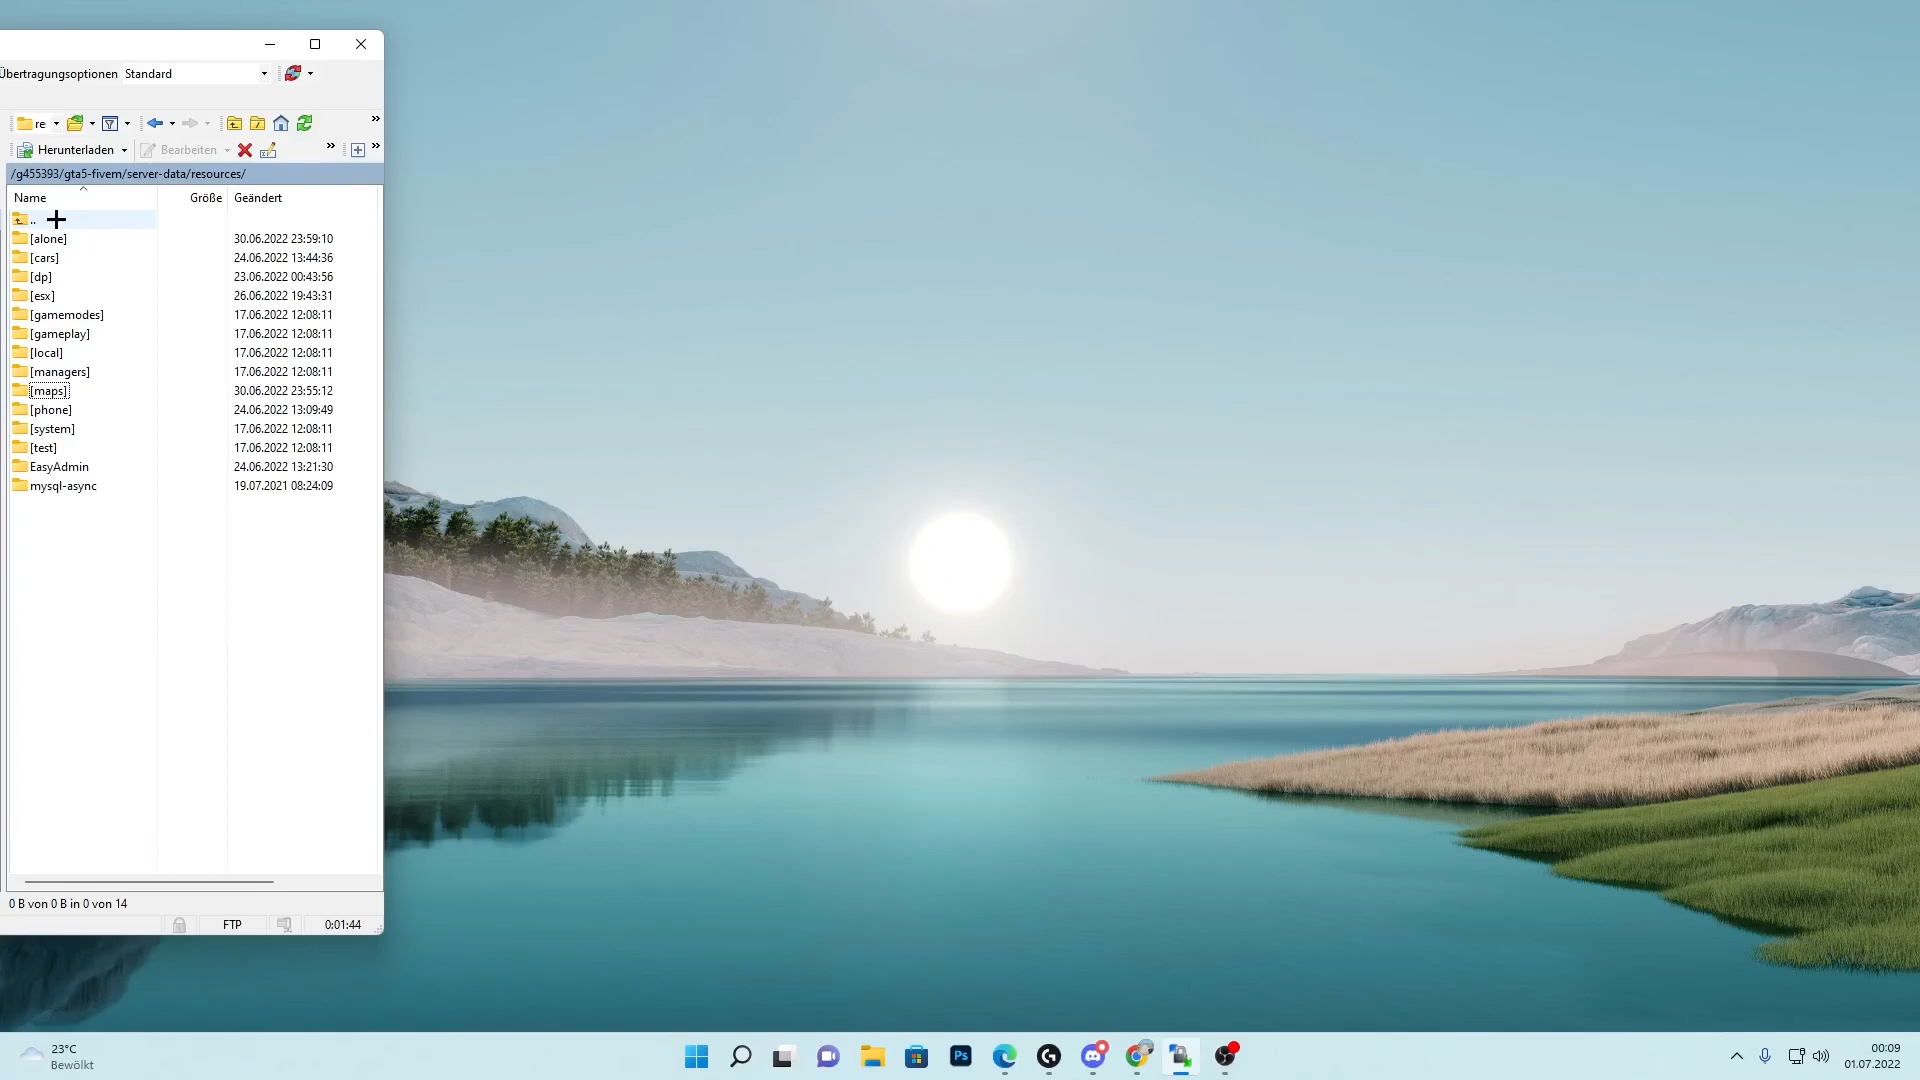 Übertragungsoptionen Standard
re
Herunterladen Bearbeiten
/g455393/gta5-fivem/server-data/resources/
Name Größe Geändert
..
[alone] 30.06.2022 23:59:10
[cars] 24.06.2022 13:44:36
[dp] 23.06.2022 00:43:56
[esx] 26.06.2022 19:43:31
[gamemodes] 17.06.2022 12:08:11
[gameplay] 17.06.2022 12:08:11
[local] 17.06.2022 12:08:11
[managers] 17.06.2022 12:08:11
[maps] 30.06.2022 23:55:12
[phone] 24.06.2022 13:09:49
[system] 17.06.2022 12:08:11
[test] 17.06.2022 12:08:11
EasyAdmin 24.06.2022 13:21:30
mysql-async 19.07.2021 08:24:09
0 B von 0 B in 0 von 14
FTP 0:01:44
23°C
Bewölkt
Ps
00:09
01.07.2022